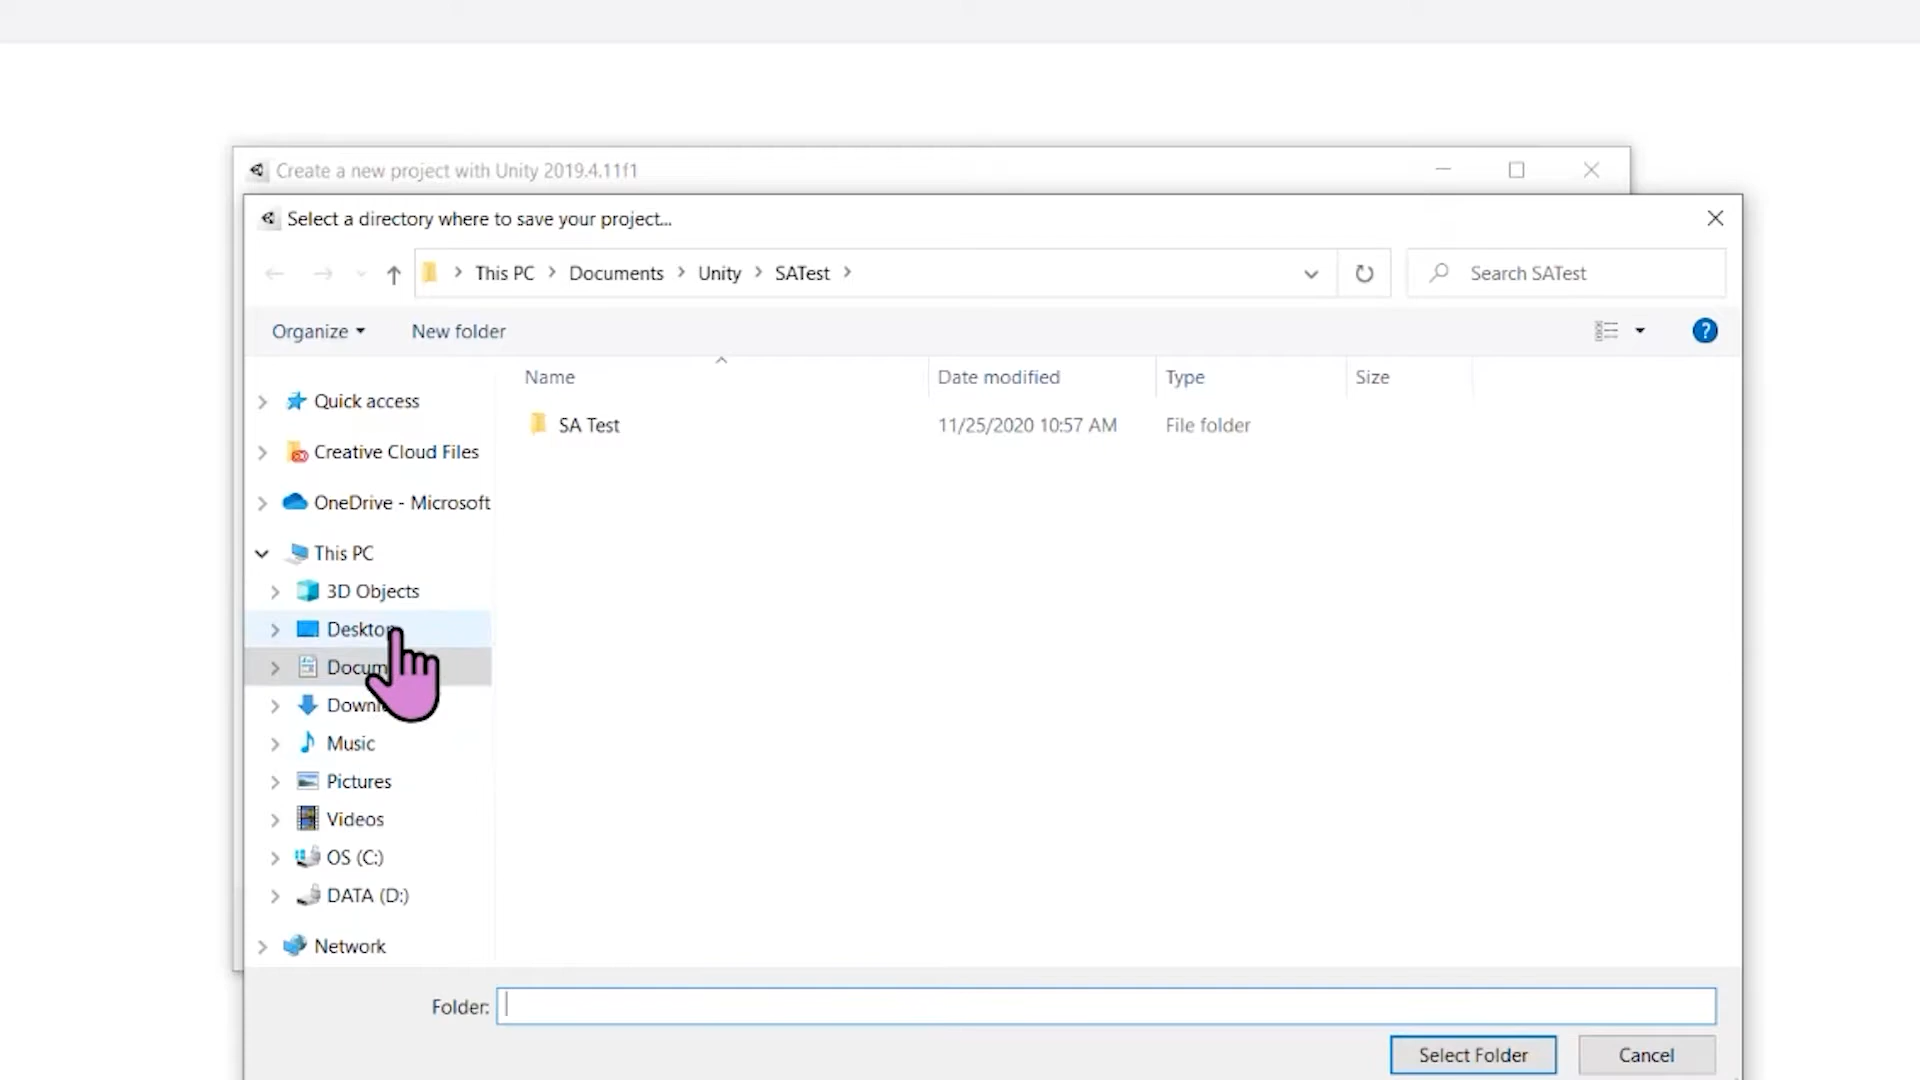 Create a new project with Unity 2019.4.11f1
Select a directory where to save your project...
This PC > Documents > Unity > SATest >
Search SATest
Organize
New folder
?
Name
Date modified
Type
Size
SA Test
11/25/2020 10:57 AM
File folder
Quick access
Creative Cloud Files
OneDrive - Microsoft
This PC
3D Objects
Desktop
Docum
Downl
Music
Pictures
Videos
OS (C:)
DATA (D:)
Network
Folder:
Select Folder
Cancel